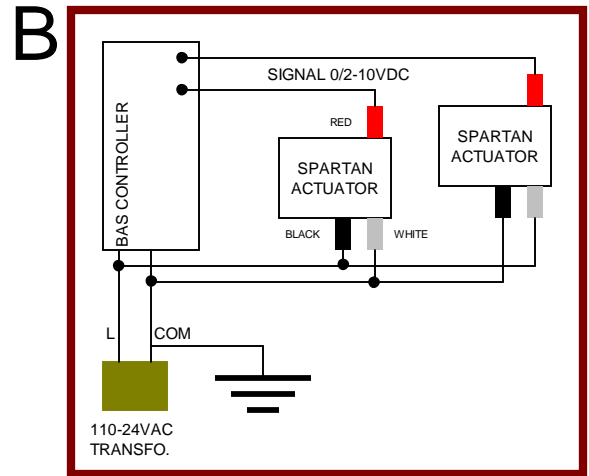 B
SIGNAL 0/2-10VDC
BAS CONTROLLER
RED
SPARTAN
ACTUATOR
SPARTAN
ACTUATOR
BLACK
WHITE
L
COM
110-24VAC
TRANSFO.